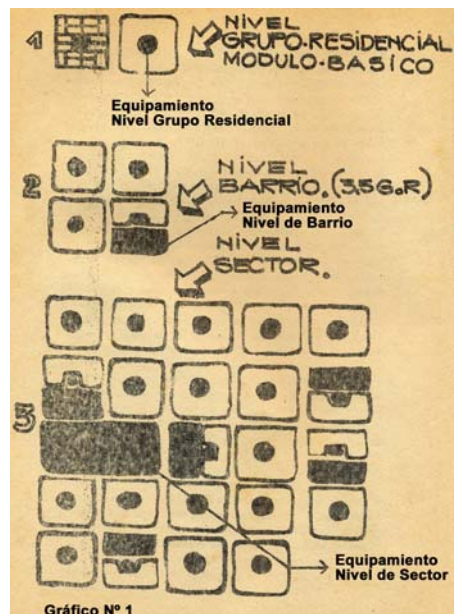 1
NIVEL
GRUPO·RESIDENCIAL
MODULO·BASICO
Equipamiento
Nivel Grupo Residencial
2
NIVEL
BARRIO. (3,5 G.R)
Equipamiento
Nivel de Barrio
NIVEL
SECTOR.
3
Equipamiento
Nivel de Sector
Gráfico Nº 1